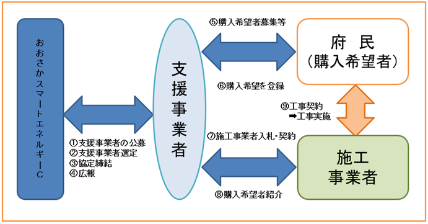 おおさかスマートエネルギーC
①支援事業者の公募
②支援事業者選定
③協定締結
④広報
支援事業者
⑤購入希望者募集等
⑥購入希望を登録
⑦施工事業者入札・契約
⑧購入希望者紹介
府 民
(購入希望者)
⑩工事契約
➡工事実施
施工
事業者